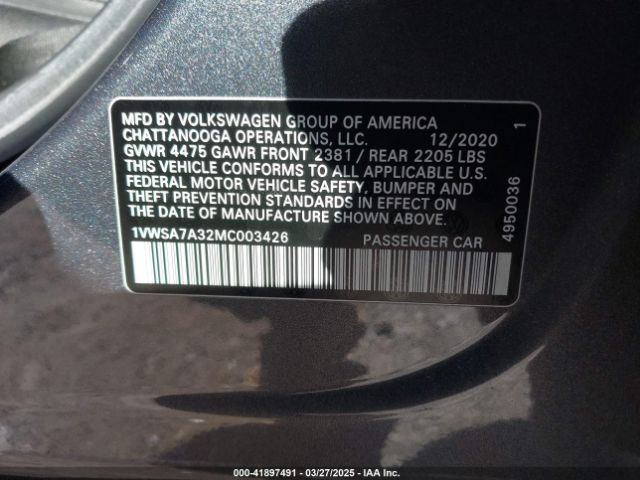 MFD BY VOLKSWAGEN GROUP OF AMERICA
CHATTANOOGA OPERATIONS, LLC. 12/2020
GVWR 4475 GAWR FRONT 2381 / REAR 2205 LBS
THIS VEHICLE CONFORMS TO ALL APPLICABLE U.S.
FEDERAL MOTOR VEHICLE SAFETY, BUMPER AND
THEFT PREVENTION STANDARDS IN EFFECT ON
THE DATE OF MANUFACTURE SHOWN ABOVE.
1VWSA7A32MC003426 PASSENGER CAR
4950036 1
000-41897491 - 03/27/2025 - IAA Inc.